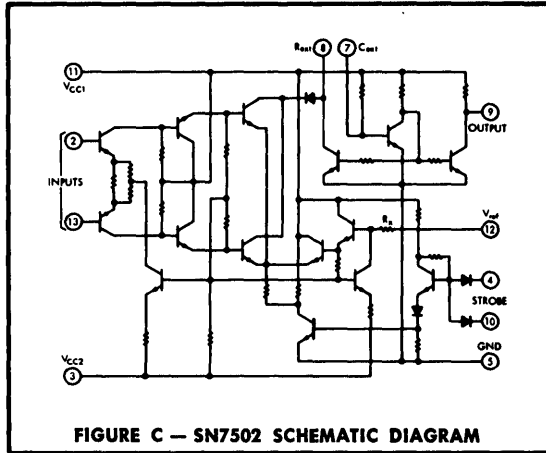 Rext 8 7 Cext
11
VCC1
9
OUTPUT
2
INPUTS
13
Rx
Vref
12
4
STROBE
10
VCC2
GND
3
5
FIGURE C — SN7502 SCHEMATIC DIAGRAM